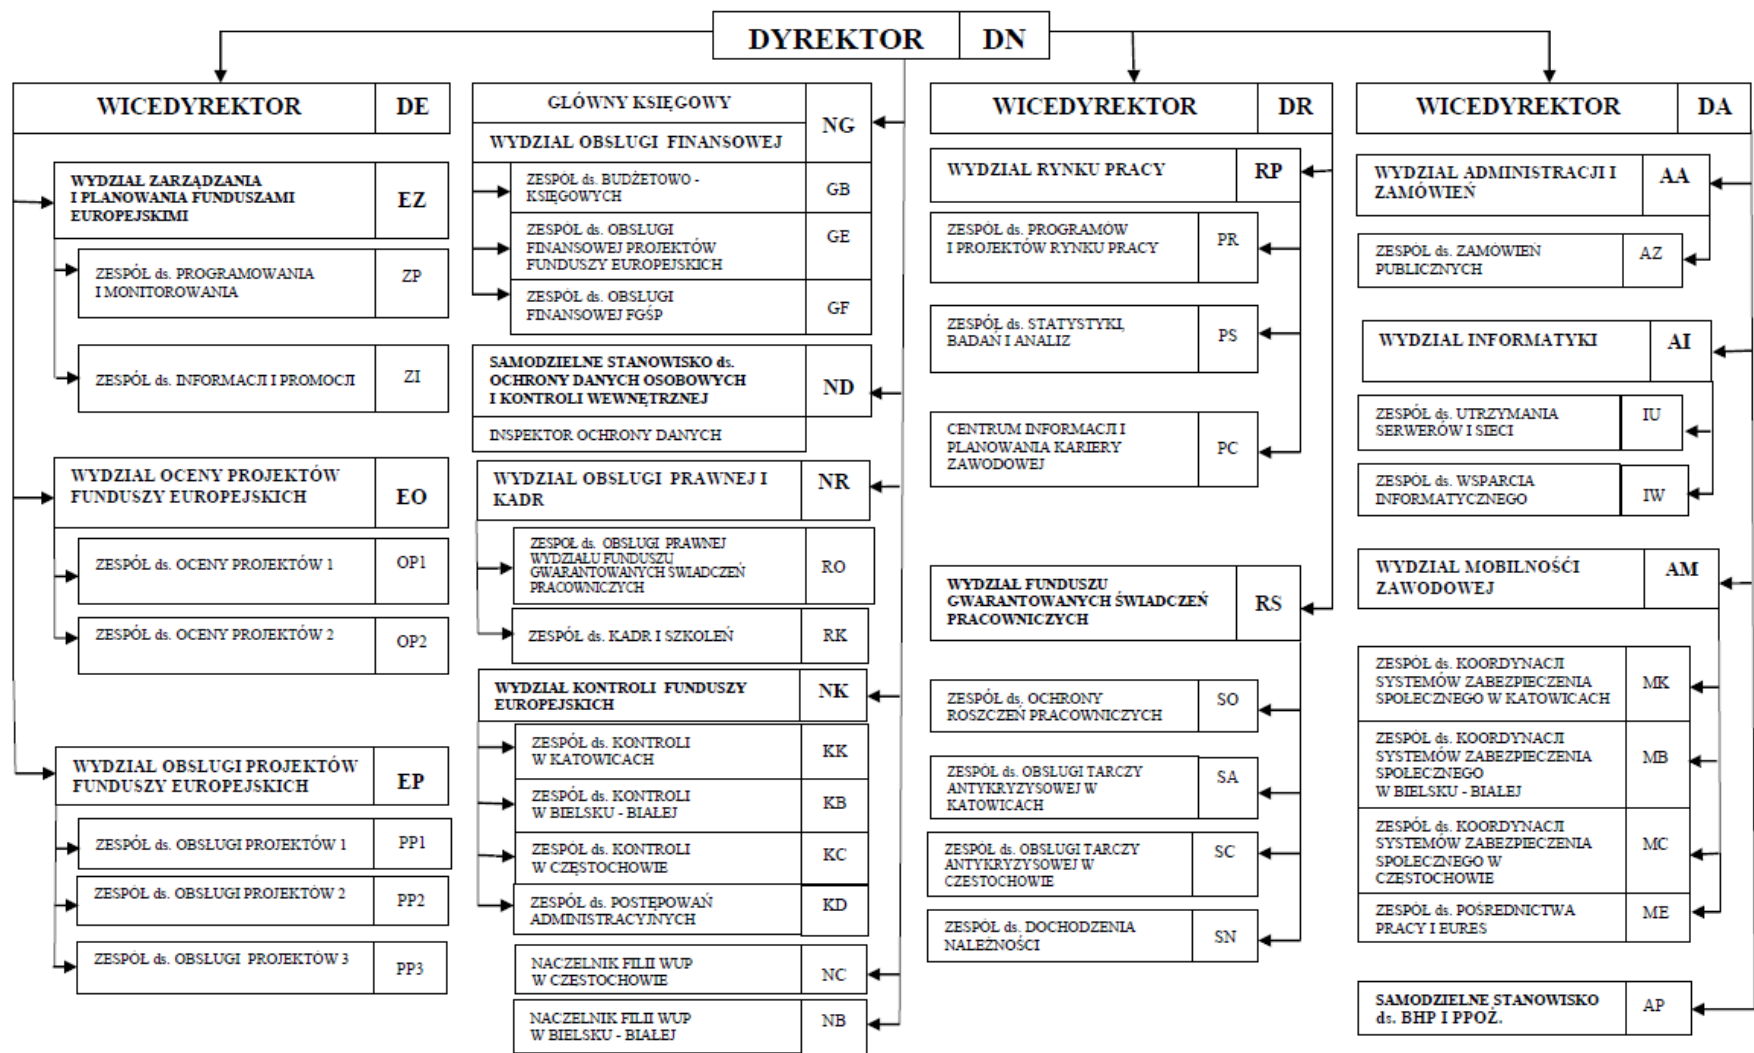 DYREKTOR DN
WICEDYREKTOR DE
WYDZIAŁ ZARZĄDZANIA
I PLANOWANIA FUNDUSZAMI
EUROPEJSKIMI
EZ
ZESPÓŁ ds. PROGRAMOWANIA
I MONITOROWANIA
ZP
ZESPÓŁ ds. INFORMACJI I PROMOCJI ZI
WYDZIAŁ OCENY PROJEKTÓW
FUNDUSZY EUROPEJSKICH
EO
ZESPÓŁ ds. OCENY PROJEKTÓW 1 OP1
ZESPÓŁ ds. OCENY PROJEKTÓW 2 OP2
WYDZIAŁ OBSŁUGI PROJEKTÓW
FUNDUSZY EUROPEJSKICH
EP
ZESPÓŁ ds. OBSŁUGI PROJEKTÓW 1 PP1
ZESPÓŁ ds. OBSŁUGI PROJEKTÓW 2 PP2
ZESPÓŁ ds. OBSŁUGI PROJEKTÓW 3 PP3
GŁÓWNY KSIĘGOWY
WYDZIAŁ OBSŁUGI FINANSOWEJ
NG
ZESPÓŁ ds. BUDŻETOWO -
KSIĘGOWYCH
GB
ZESPÓŁ ds. OBSŁUGI
FINANSOWEJ PROJEKTÓW
FUNDUSZY EUROPEJSKICH
GE
ZESPÓŁ ds. OBSŁUGI
FINANSOWEJ FGŚP
GF
SAMODZIELNE STANOWISKO ds.
OCHRONY DANYCH OSOBOWYCH
I KONTROLI WEWNĘTRZNEJ
ND
INSPEKTOR OCHRONY DANYCH
WYDZIAŁ OBSŁUGI PRAWNEJ I
KADR
NR
ZESPÓŁ ds. OBSŁUGI PRAWNEJ
WYDZIAŁU FUNDUSZU
GWARANTOWANYCH ŚWIADCZEŃ
PRACOWNICZYCH
RO
ZESPÓŁ ds. KADR I SZKOLEŃ RK
WYDZIAŁ KONTROLI FUNDUSZY
EUROPEJSKICH
NK
ZESPÓŁ ds. KONTROLI
W KATOWICACH
KK
ZESPÓŁ ds. KONTROLI
W BIELSKU - BIAŁEJ
KB
ZESPÓŁ ds. KONTROLI
W CZĘSTOCHOWIE
KC
ZESPÓŁ ds. POSTĘPOWAŃ
ADMINISTRACYJNYCH
KD
NACZELNIK FILII WUP
W CZĘSTOCHOWIE
NC
NACZELNIK FILII WUP
W BIELSKU - BIAŁEJ
NB
WICEDYREKTOR DR
WYDZIAŁ RYNKU PRACY RP
ZESPÓŁ ds. PROGRAMÓW
I PROJEKTÓW RYNKU PRACY
PR
ZESPÓŁ ds. STATYSTYKI,
BADAŃ I ANALIZ
PS
CENTRUM INFORMACJI I
PLANOWANIA KARIERY
ZAWODOWEJ
PC
WYDZIAŁ FUNDUSZU
GWARANTOWANYCH ŚWIADCZEŃ
PRACOWNICZYCH
RS
ZESPÓŁ ds. OCHRONY
ROSZCZEŃ PRACOWNICZYCH
SO
ZESPÓŁ ds. OBSŁUGI TARCZY
ANTYKRYZYSOWEJ W
KATOWICACH
SA
ZESPÓŁ ds. OBSŁUGI TARCZY
ANTYKRYZYSOWEJ W
CZĘSTOCHOWIE
SC
ZESPÓŁ ds. DOCHODZENIA
NALEŻNOŚCI
SN
WICEDYREKTOR DA
WYDZIAŁ ADMINISTRACJI I
ZAMÓWIEŃ
AA
ZESPÓŁ ds. ZAMÓWIEŃ
PUBLICZNYCH
AZ
WYDZIAŁ INFORMATYKI AI
ZESPÓŁ ds. UTRZYMANIA
SERWERÓW I SIECI
IU
ZESPÓŁ ds. WSPARCIA
INFORMATYCZNEGO
IW
WYDZIAŁ MOBILNOŚĆI
ZAWODOWEJ
AM
ZESPÓŁ ds. KOORDYNACJI
SYSTEMÓW ZABEZPIECZENIA
SPOŁECZNEGO W KATOWICACH
MK
ZESPÓŁ ds. KOORDYNACJI
SYSTEMÓW ZABEZPIECZENIA
SPOŁECZNEGO
W BIELSKU - BIAŁEJ
MB
ZESPÓŁ ds. KOORDYNACJI
SYSTEMÓW ZABEZPIECZENIA
SPOŁECZNEGO W
CZĘSTOCHOWIE
MC
ZESPÓŁ ds. POŚREDNICTWA
PRACY I EURES
ME
SAMODZIELNE STANOWISKO
ds. BHP I PPOŻ.
AP